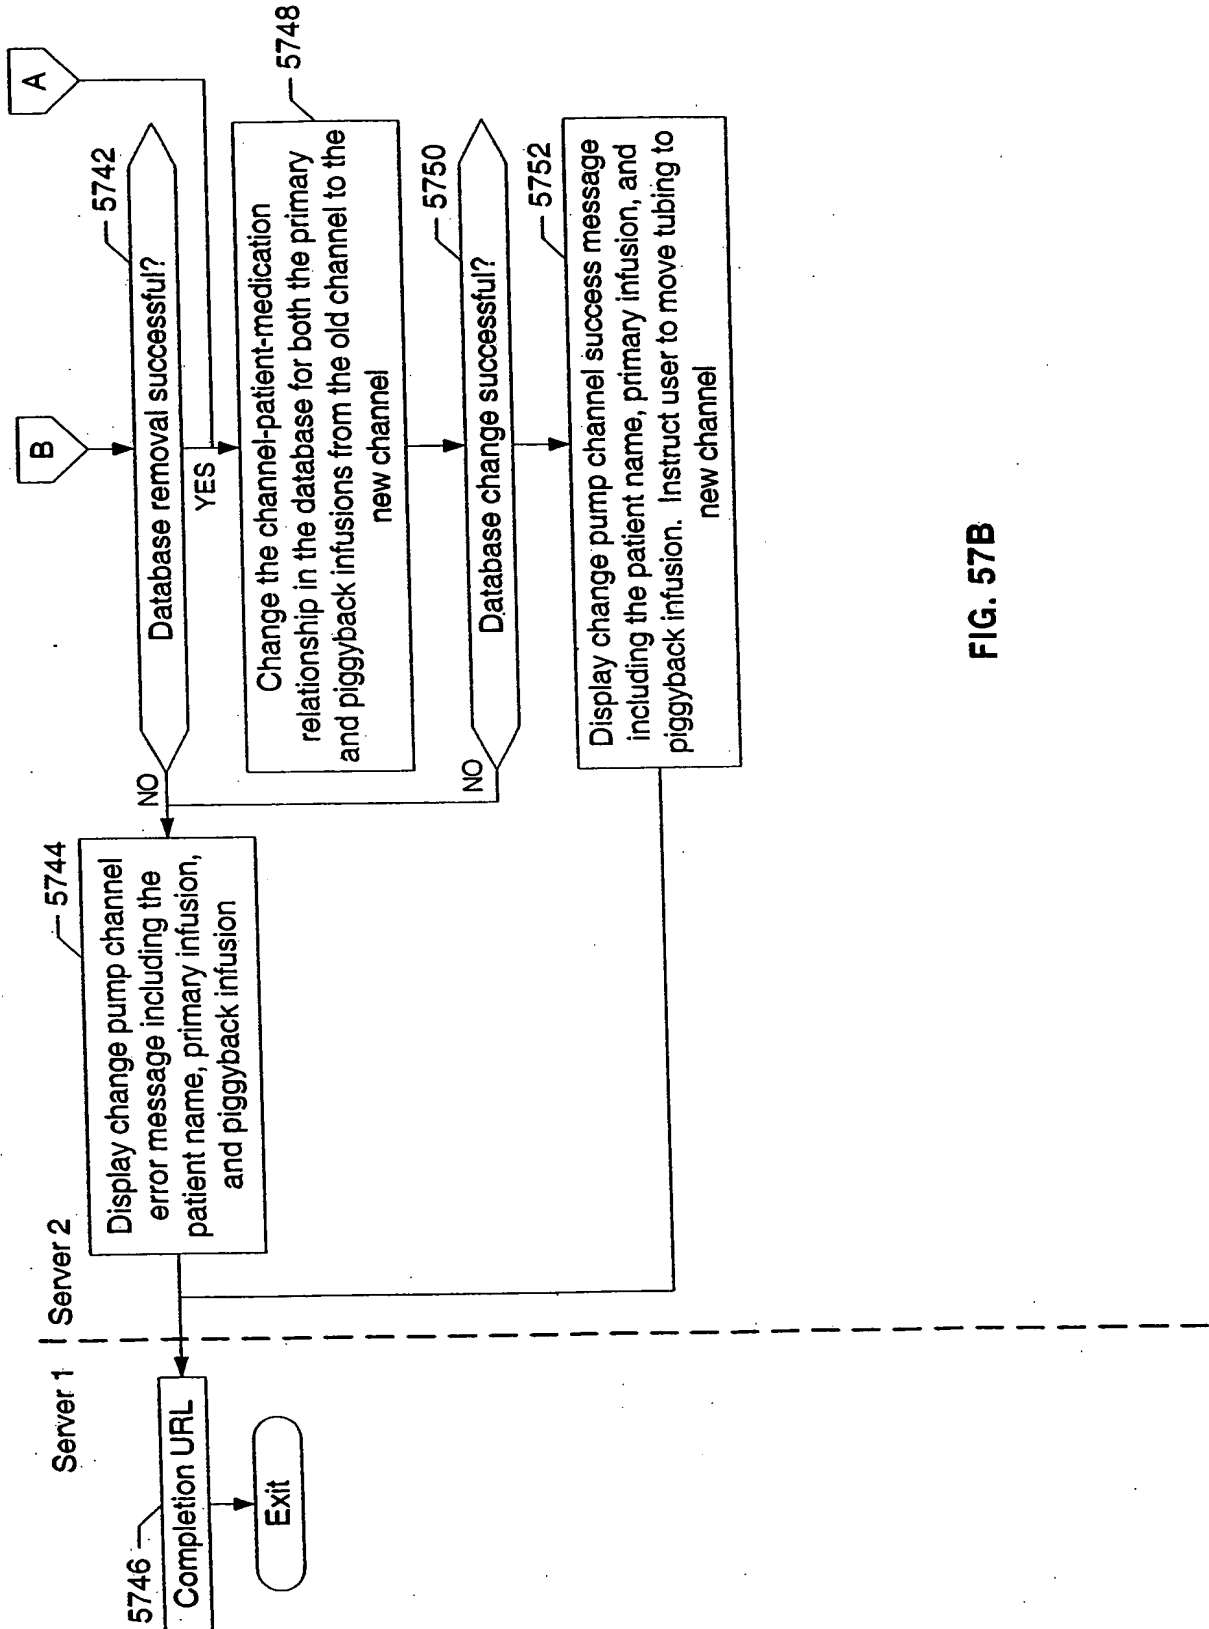 Server 1
Server 2
B
A
Database removal successful?
5742
YES
NO
Display change pump channel
error message including the
patient name, primary infusion,
and piggyback infusion
5744
5746
Completion URL
Exit
Change the channel-patient-medication
relationship in the database for both the primary
and piggyback infusions from the old channel to the
new channel
5748
Database change successful?
5750
NO
Display change pump channel success message
including the patient name, primary infusion, and
piggyback infusion. Instruct user to move tubing to
new channel
5752
FIG. 57B